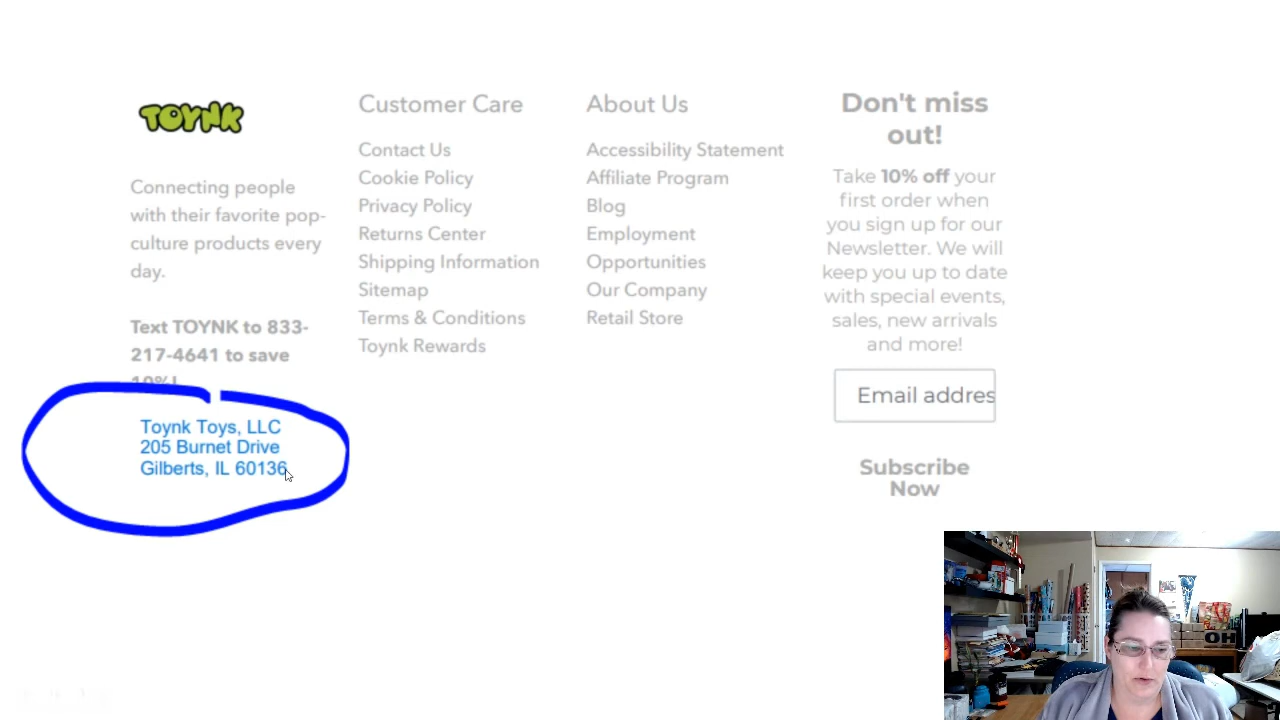 TOYNK
Connecting people
with their favorite pop-
culture products every
day.
Text TOYNK to 833-
217-4641 to save
10%!
Toynk Toys, LLC
205 Burnet Drive
Gilberts, IL 60136
Customer Care
Contact Us
Cookie Policy
Privacy Policy
Returns Center
Shipping Information
Sitemap
Terms & Conditions
Toynk Rewards
About Us
Accessibility Statement
Affiliate Program
Blog
Employment
Opportunities
Our Company
Retail Store
Don't miss
out!
Take 10% off your
first order when
you sign up for our
Newsletter. We will
keep you up to date
with special events,
sales, new arrivals
and more!
Email addres
Subscribe
Now
OH